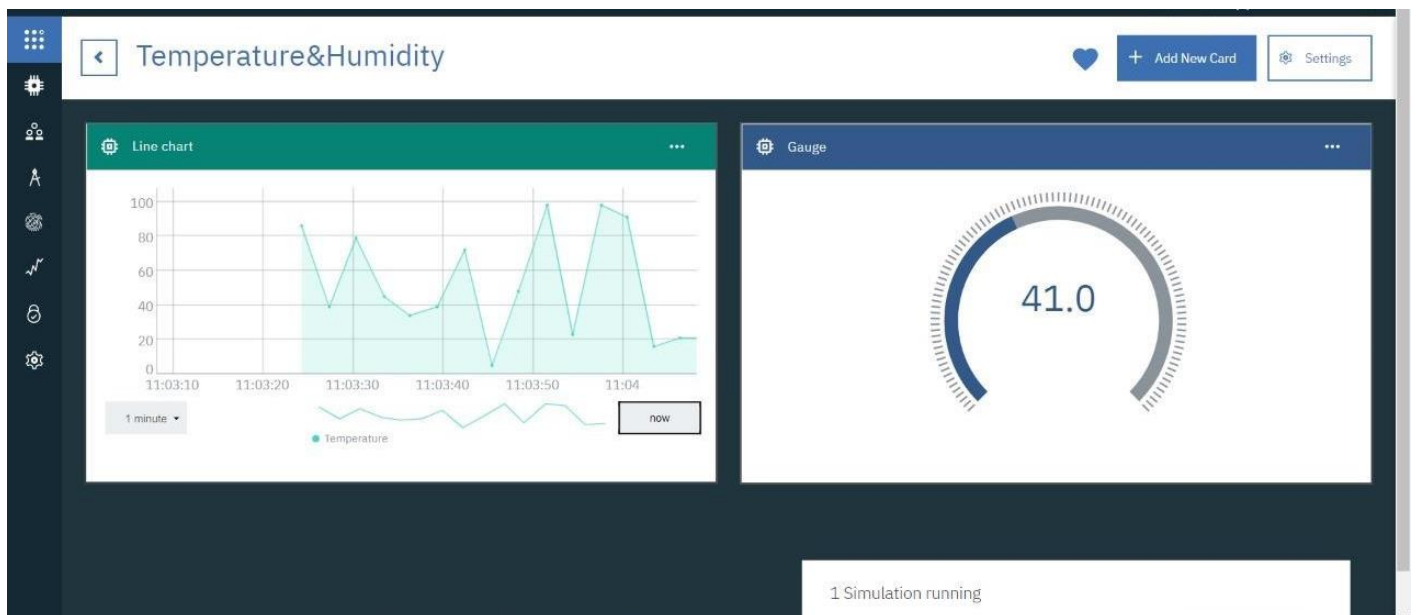 Temperature&Humidity
+ Add New Card
Settings
Line chart
...
100
80
60
40
20
0
11:03:10 11:03:20 11:03:30 11:03:40 11:03:50 11:04
1 minute
now
Temperature
Gauge
...
41.0
1 Simulation running